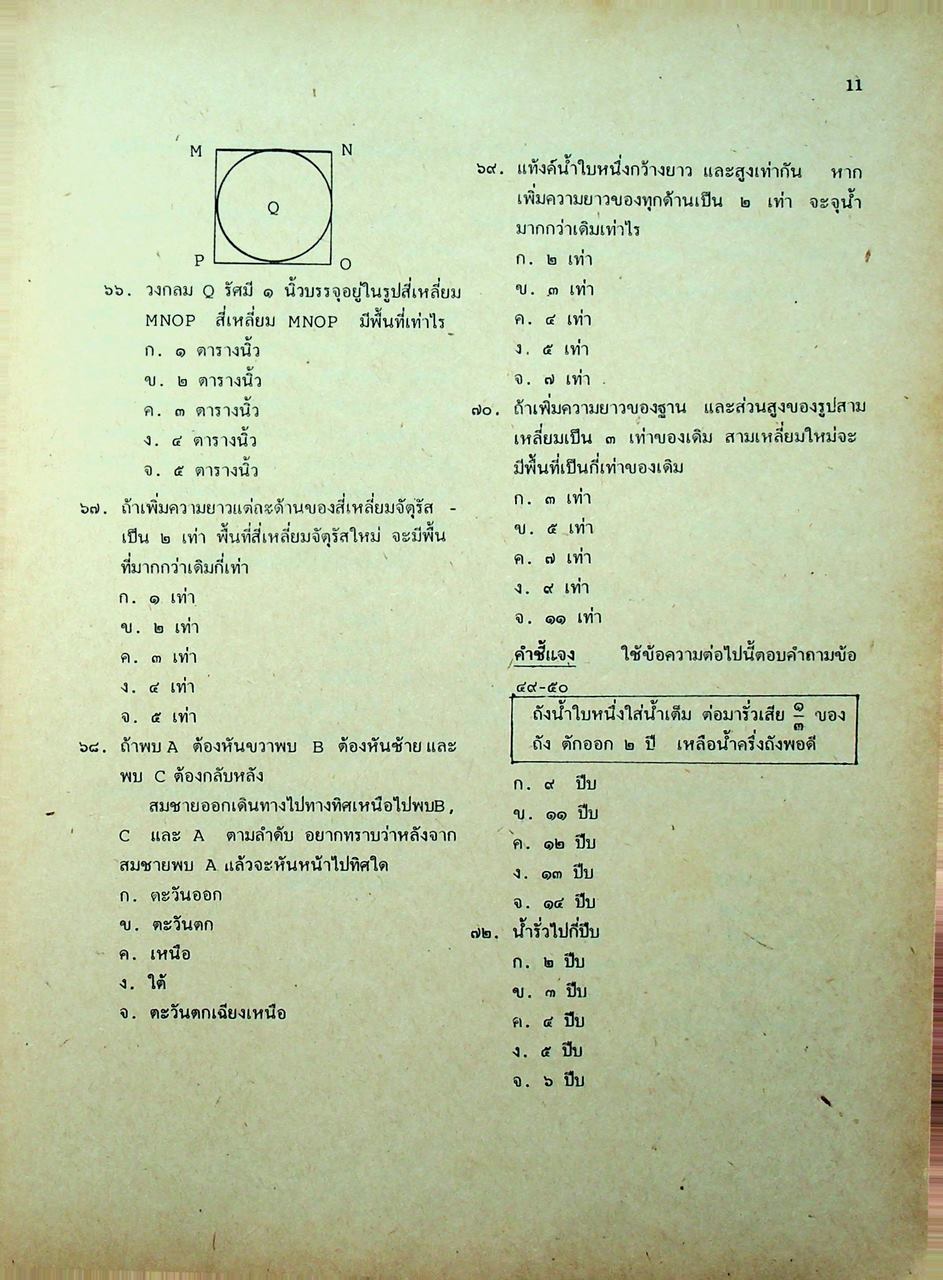 11
M N
Q
P O
๖๖. วงกลม Q รัศมี ๑ นิ้วบรรจุอยู่ในรูปสี่เหลี่ยม
MNOP สี่เหลี่ยม MNOP มีพื้นที่เท่าไร
ก. ๑ ตารางนิ้ว
ข. ๒ ตารางนิ้ว
ค. ๓ ตารางนิ้ว
ง. ๔ ตารางนิ้ว
จ. ๕ ตารางนิ้ว
๖๗. ถ้าเพิ่มความยาวแต่ละด้านของสี่เหลี่ยมจัตุรัส -
เป็น ๒ เท่า พื้นที่สี่เหลี่ยมจัตุรัสใหม่ จะมีพื้น
ที่มากกว่าเดิมกี่เท่า
ก. ๑ เท่า
ข. ๒ เท่า
ค. ๓ เท่า
ง. ๔ เท่า
จ. ๕ เท่า
๖๘. ถ้าพบ A ต้องหันขวาพบ B ต้องหันซ้าย และ
พบ C ต้องกลับหลัง
สมชายออกเดินทางไปทางทิศเหนือไปพบB,
C และ A ตามลำดับ อยากทราบว่าหลังจาก
สมชายพบ A แล้วจะหันหน้าไปทิศใด
ก. ตะวันออก
ข. ตะวันตก
ค. เหนือ
ง. ใต้
จ. ตะวันตกเฉียงเหนือ
๖๙. แท้งค์น้ำใบหนึ่งกว้างยาว และสูงเท่ากัน หาก
เพิ่มความยาวของทุกด้านเป็น ๒ เท่า จะจุน้ำ
มากกว่าเดิมเท่าไร
ก. ๒ เท่า
ข. ๓ เท่า
ค. ๔ เท่า
ง. ๕ เท่า
จ. ๗ เท่า
๗๐. ถ้าเพิ่มความยาวของฐาน และส่วนสูงของรูปสาม
เหลี่ยมเป็น ๓ เท่าของเดิม สามเหลี่ยมใหม่จะ
มีพื้นที่เป็นกี่เท่าของเดิม
ก. ๓ เท่า
ข. ๕ เท่า
ค. ๗ เท่า
ง. ๙ เท่า
จ. ๑๑ เท่า
คำชี้แจง ใช้ข้อความต่อไปนี้ตอบคำถามข้อ
๔๙-๕๐
ถังน้ำใบหนึ่งใส่น้ำเต็ม ต่อมารั่วเสีย ๑/๓ ของ
ถัง ตักออก ๒ ปี เหลือน้ำครึ่งถังพอดี
ก. ๙ ปีบ
ข. ๑๑ ปีบ
ค. ๑๒ ปีบ
ง. ๑๓ ปีบ
จ. ๑๔ ปีบ
๗๒. น้ำรั่วไปกี่ปีบ
ก. ๒ ปีบ
ข. ๓ ปีบ
ค. ๔ ปีบ
ง. ๕ ปีบ
จ. ๖ ปีบ